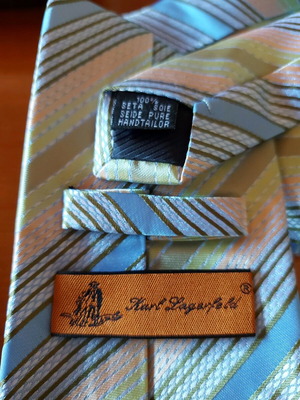 100%
SETA SOIE
SEIDE PURE
HANDTAILOR
Karl Lagerfeld ®